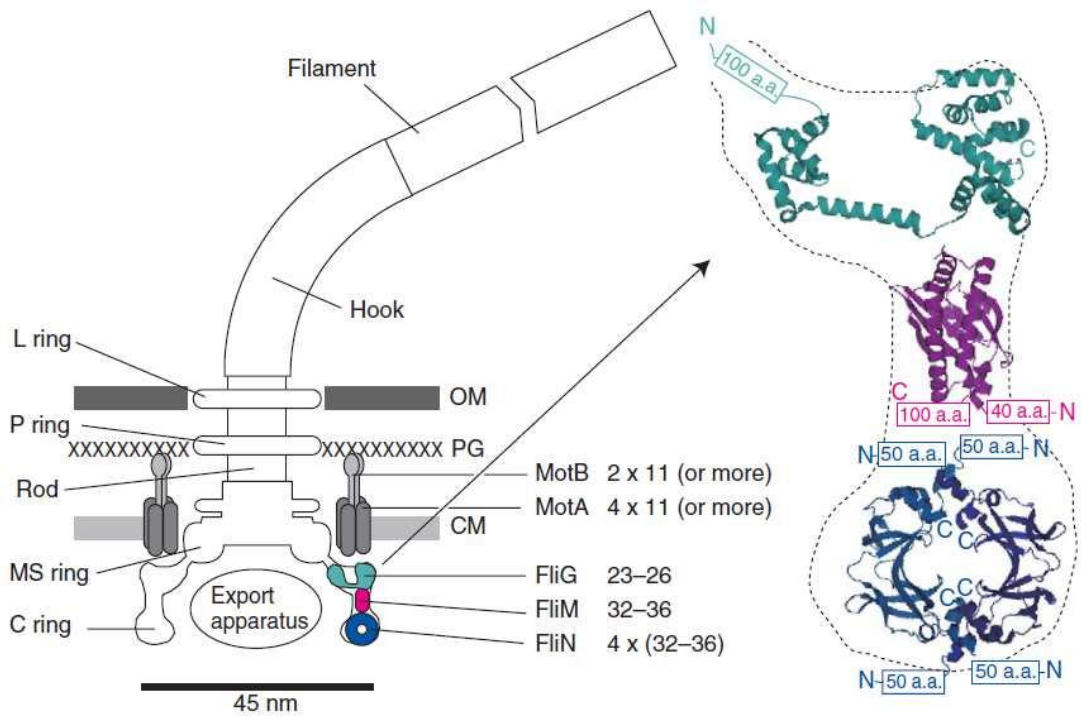 Filament
Hook
L ring
OM
P ring
XXXXXXXXXX
XXXXXXXXXX
PG
Rod
MotB 2 x 11 (or more)
MotA 4 x 11 (or more)
CM
MS ring
FliG 23–26
Export
apparatus
FliM 32–36
C ring
FliN 4 x (32–36)
45 nm
N
100 a.a.
C
C
100 a.a.
40 a.a.-N
N-50 a.a.
50 a.a.-N
C
C
C
C
N-50 a.a.
50 a.a.-N